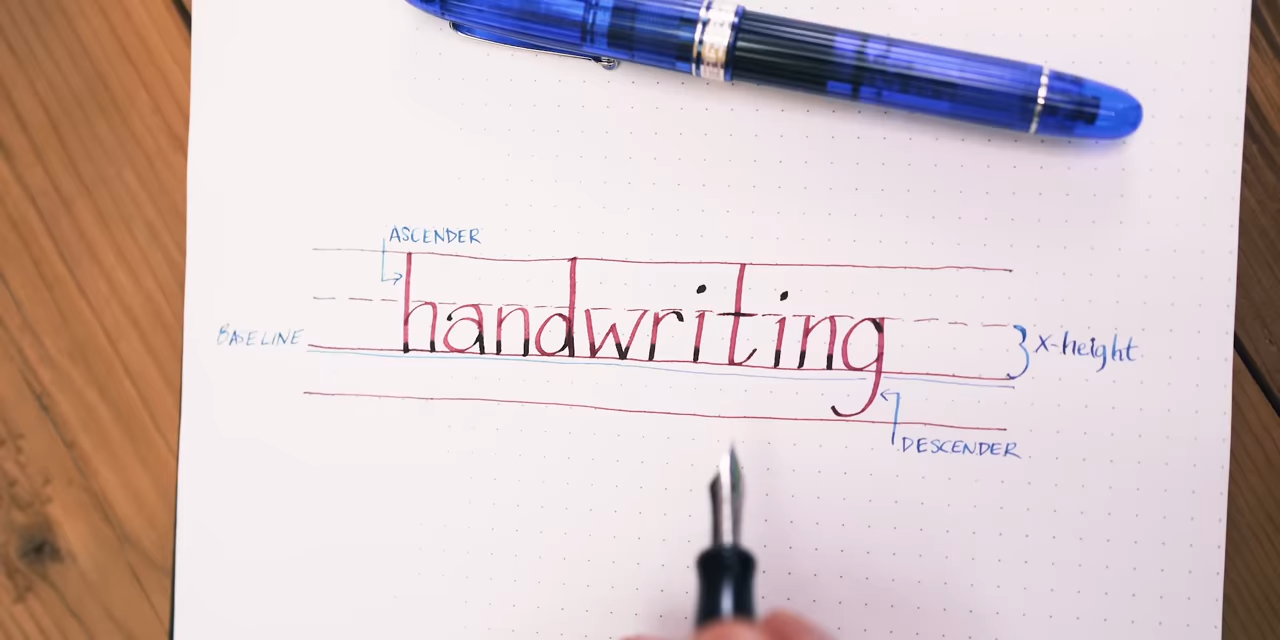 ASCENDER
handwriting
BASELINE
x-height
DESCENDER